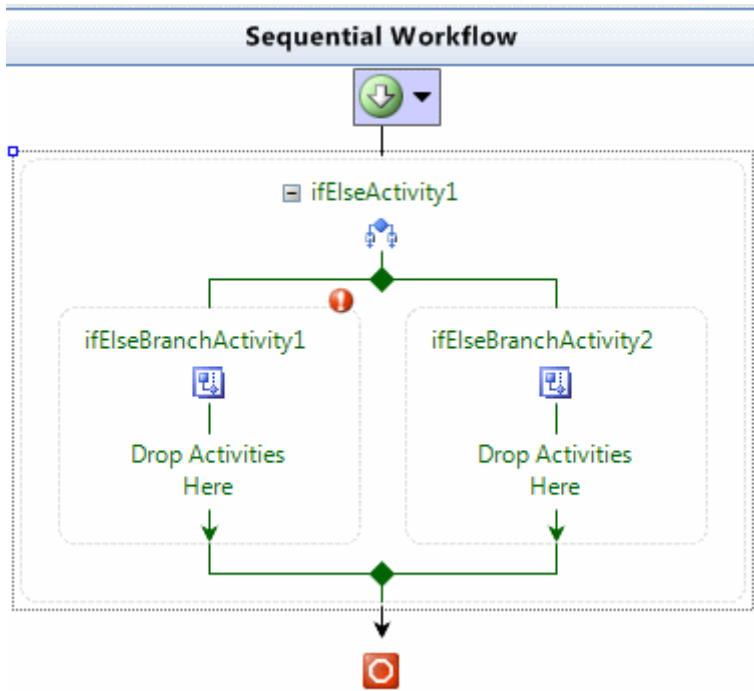 Sequential Workflow
ifElseActivity1
ifElseBranchActivity1
ifElseBranchActivity2
Drop Activities
Here
Drop Activities
Here